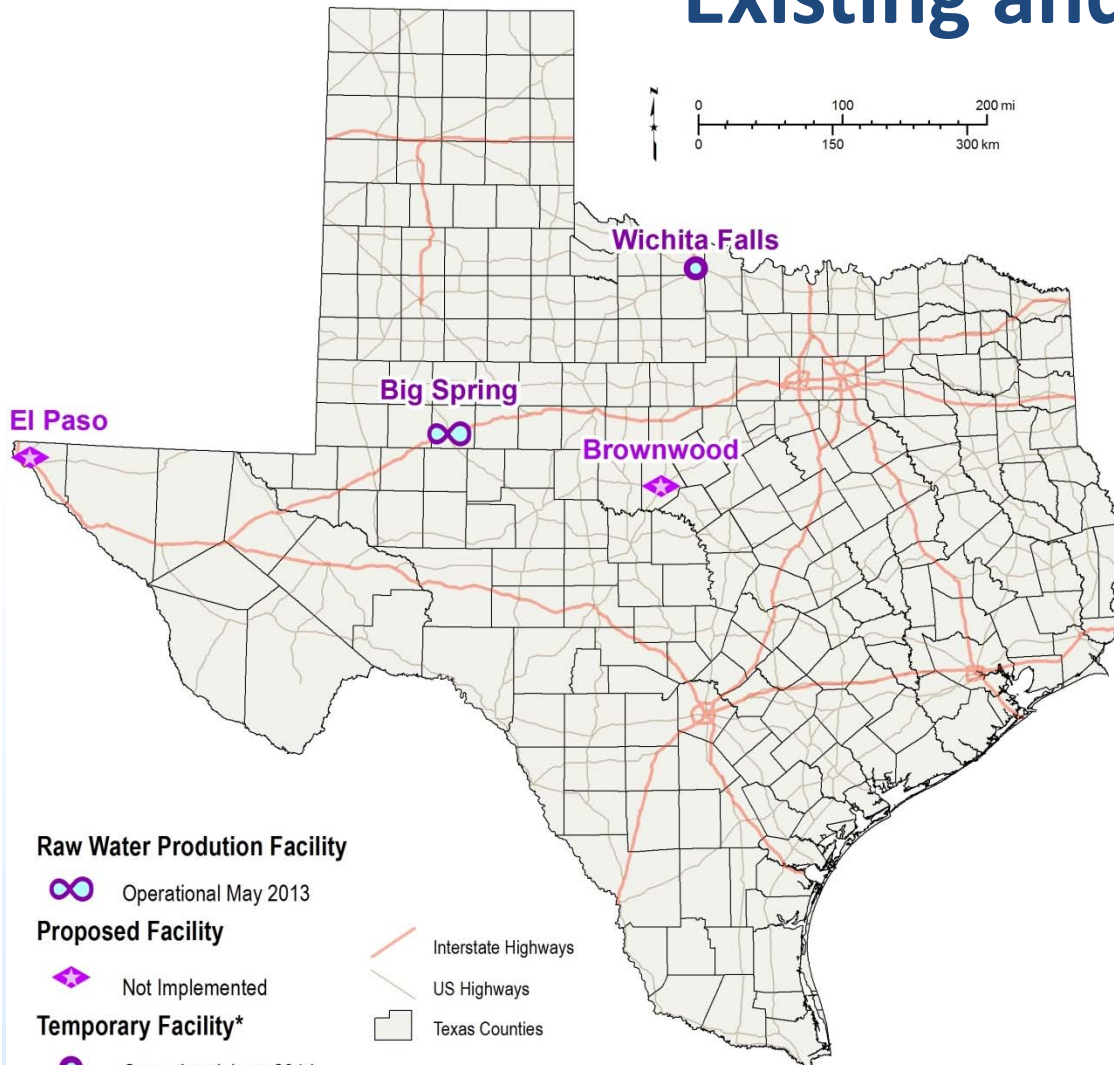 Existing and
N
0 100 200 mi
0 150 300 km
Wichita Falls
Big Spring
El Paso
Brownwood
Raw Water Prodution Facility
Operational May 2013
Proposed Facility
Interstate Highways
Not Implemented
US Highways
Temporary Facility*
Texas Counties